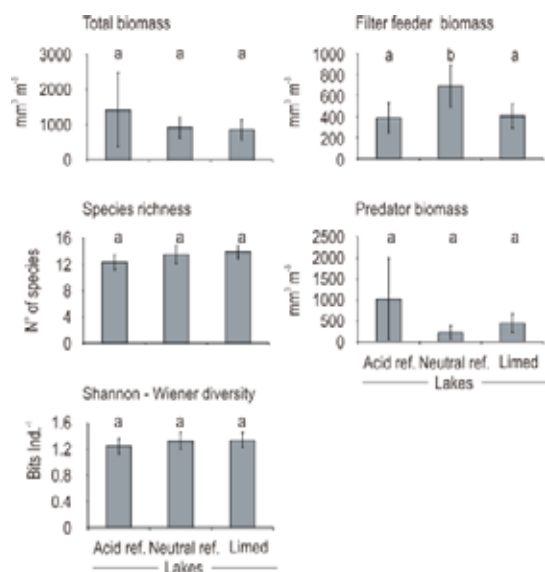 Total biomass
a a a
3000
2000
1000
0
mm³ m⁻³
Filter feeder biomass
a b a
1000
800
600
400
200
0
mm³ m⁻³
Species richness
a a a
16
12
8
4
0
N° of species
Predator biomass
a a a
2500
2000
1500
1000
500
0
mm³ m⁻³
Acid ref. Neutral ref. Limed
Lakes
Shannon - Wiener diversity
a a a
1.6
1.2
0.8
0.4
0
Bits Ind.⁻¹
Acid ref. Neutral ref. Limed
Lakes